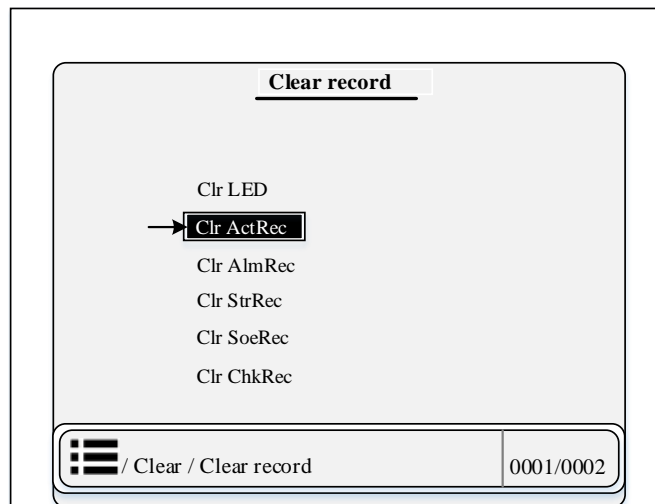 Clear record
Clr LED
Clr ActRec
Clr AlmRec
Clr StrRec
Clr SoeRec
Clr ChkRec
/ Clear / Clear record
0001/0002